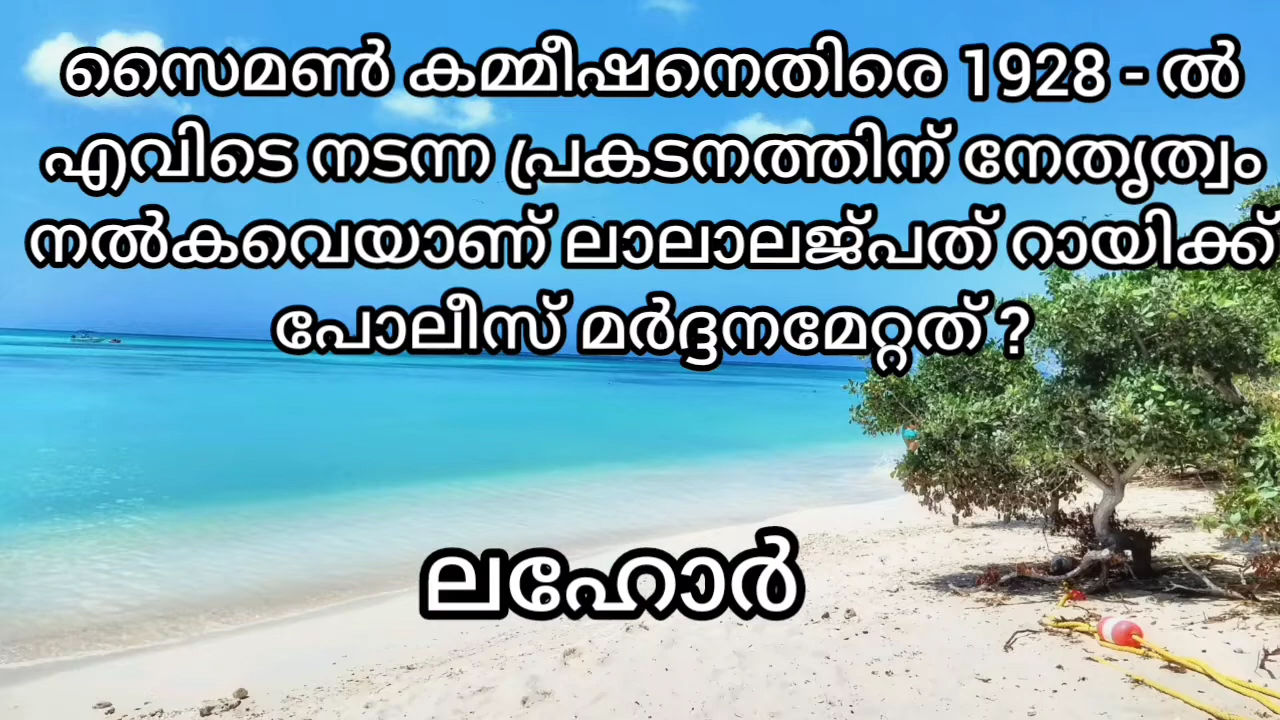 സൈമൺ കമ്മീഷനെതിരെ 1928 - ൽ
എവിടെ നടന്ന പ്രകടനത്തിന് നേതൃത്വം
നൽകവെയാണ് ലാലാലജ്പത് റായിക്ക്
പോലീസ് മർദ്ദനമേറ്റത് ?
ലഹോർ